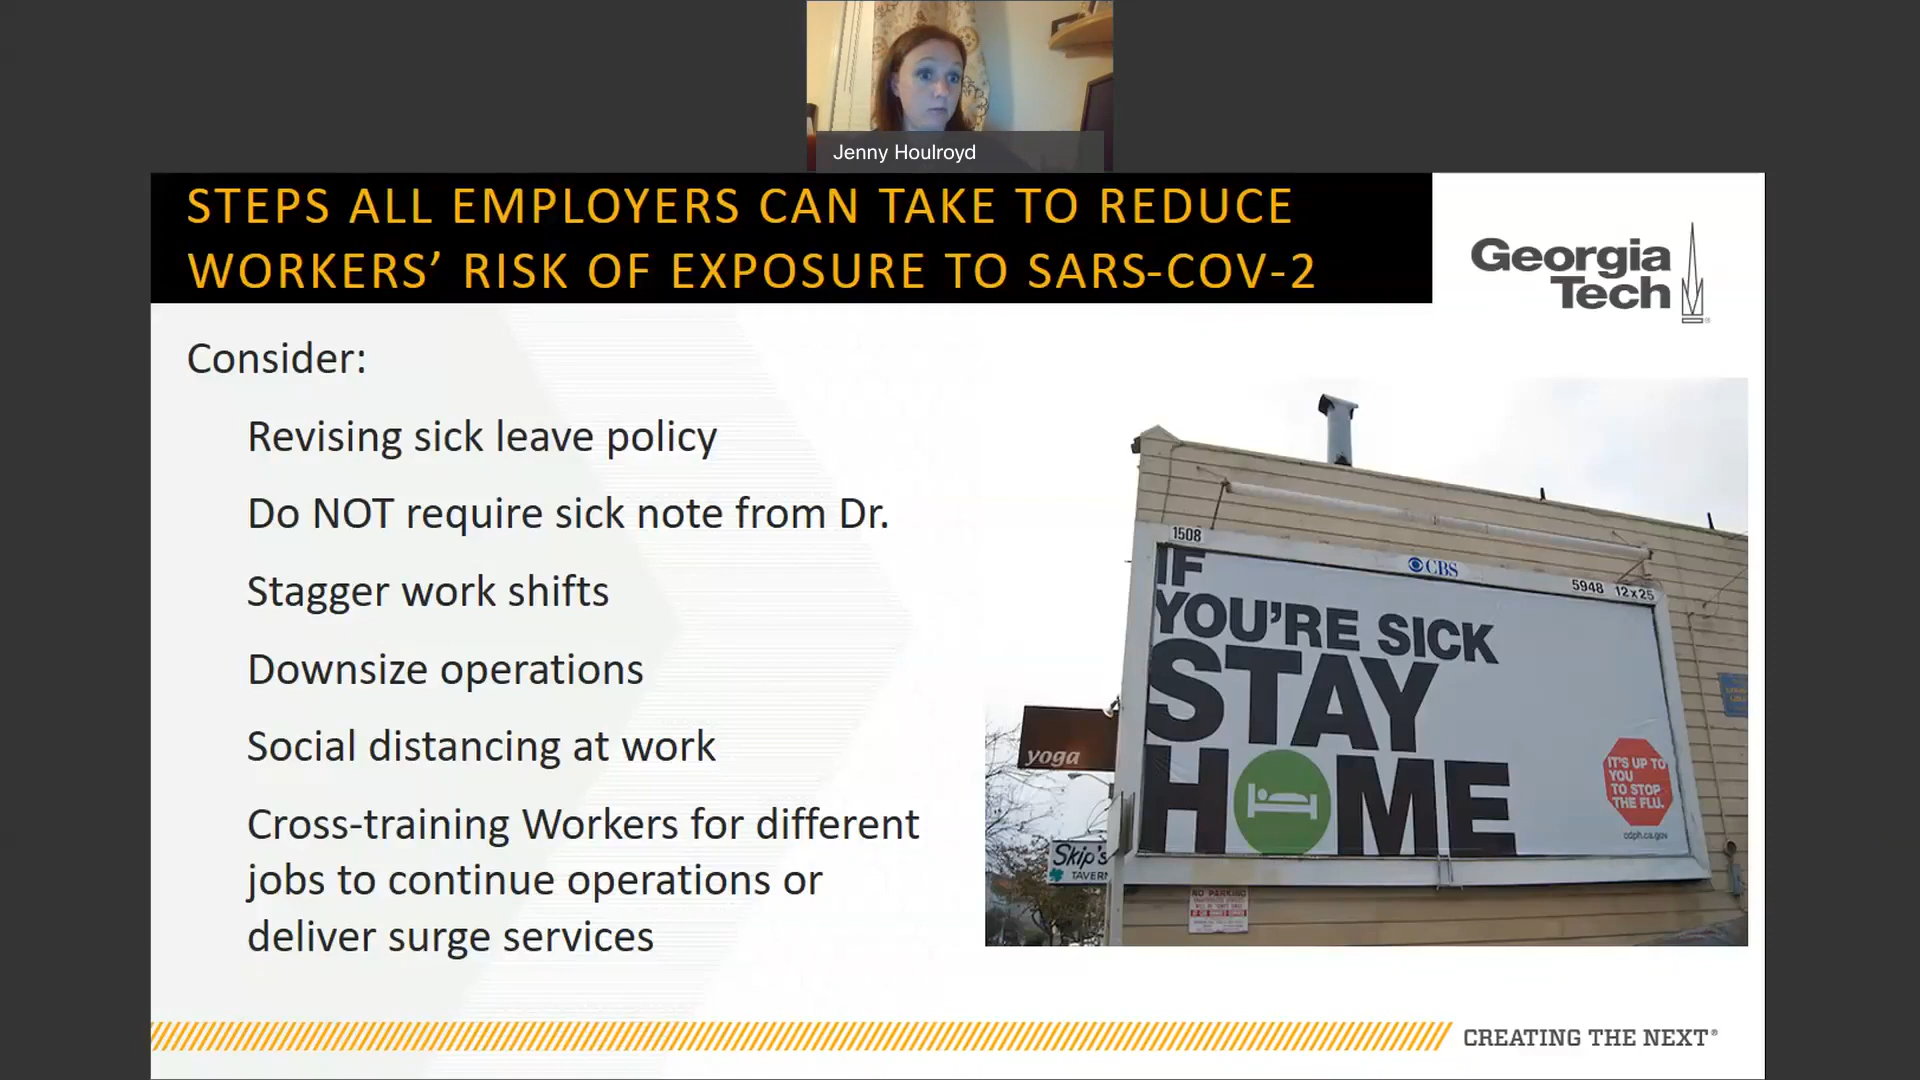 Jenny Houlroyd
STEPS ALL EMPLOYERS CAN TAKE TO REDUCE
WORKERS’ RISK OF EXPOSURE TO SARS-COV-2
Georgia
Tech
Consider:
Revising sick leave policy
Do NOT require sick note from Dr.
Stagger work shifts
Downsize operations
Social distancing at work
Cross-training Workers for different
jobs to continue operations or
deliver surge services
1508
CBS
5948 12x25
IF
YOU'RE SICK
STAY
HOME
IT'S UP TO
YOU
TO STOP
THE FLU.
cdph.ca.gov
yoga
Skip's
TAVERN
NO PARKING
CREATING THE NEXT®